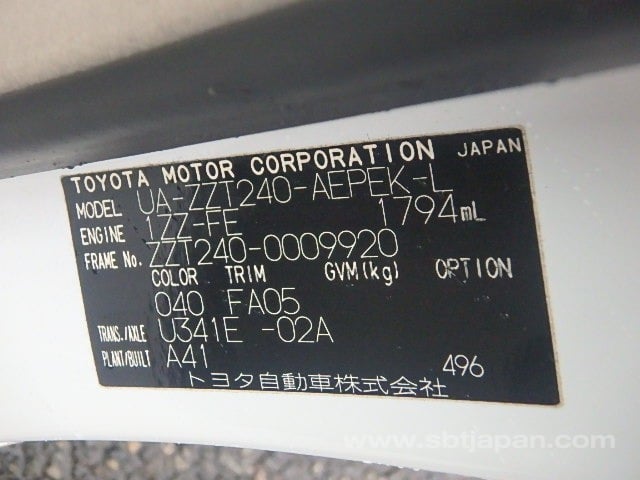 TOYOTA MOTOR CORPORATION JAPAN
MODEL UA-ZZT240-AEPEK-L
ENGINE 1ZZ-FE 1794mL
FRAME No. ZZT240-0009920
COLOR TRIM GVM(kg) OPTION
040 FA05
TRANS./AXLE U341E -02A
PLANT/BUILT A41 496
トヨタ自動車株式会社
www.sbtjapan.com